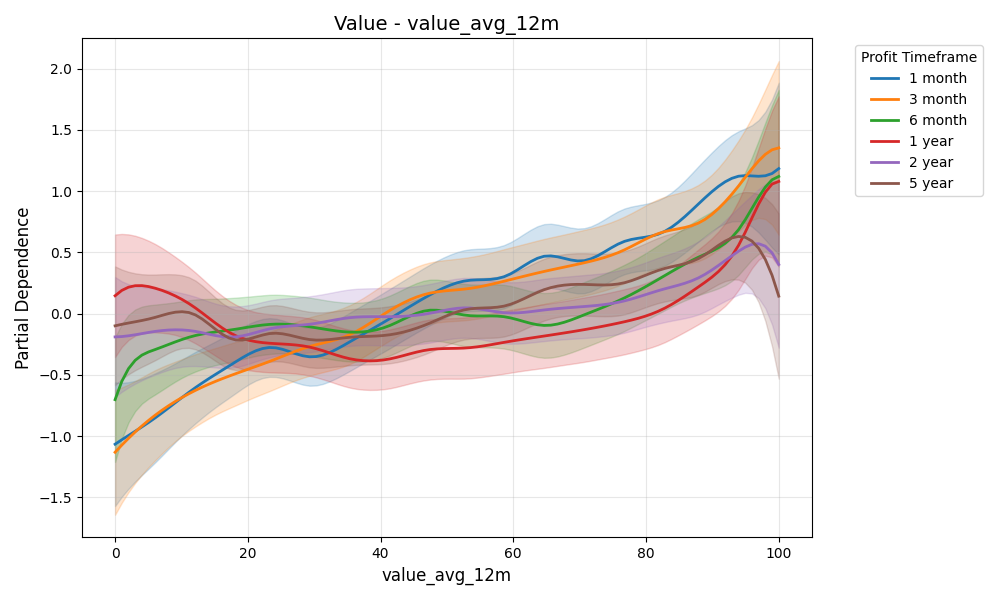 Value - value_avg_12m
Partial Dependence
2.0
1.5
1.0
0.5
0.0
−0.5
−1.0
−1.5
0 20 40 60 80 100
value_avg_12m
Profit Timeframe
1 month
3 month
6 month
1 year
2 year
5 year